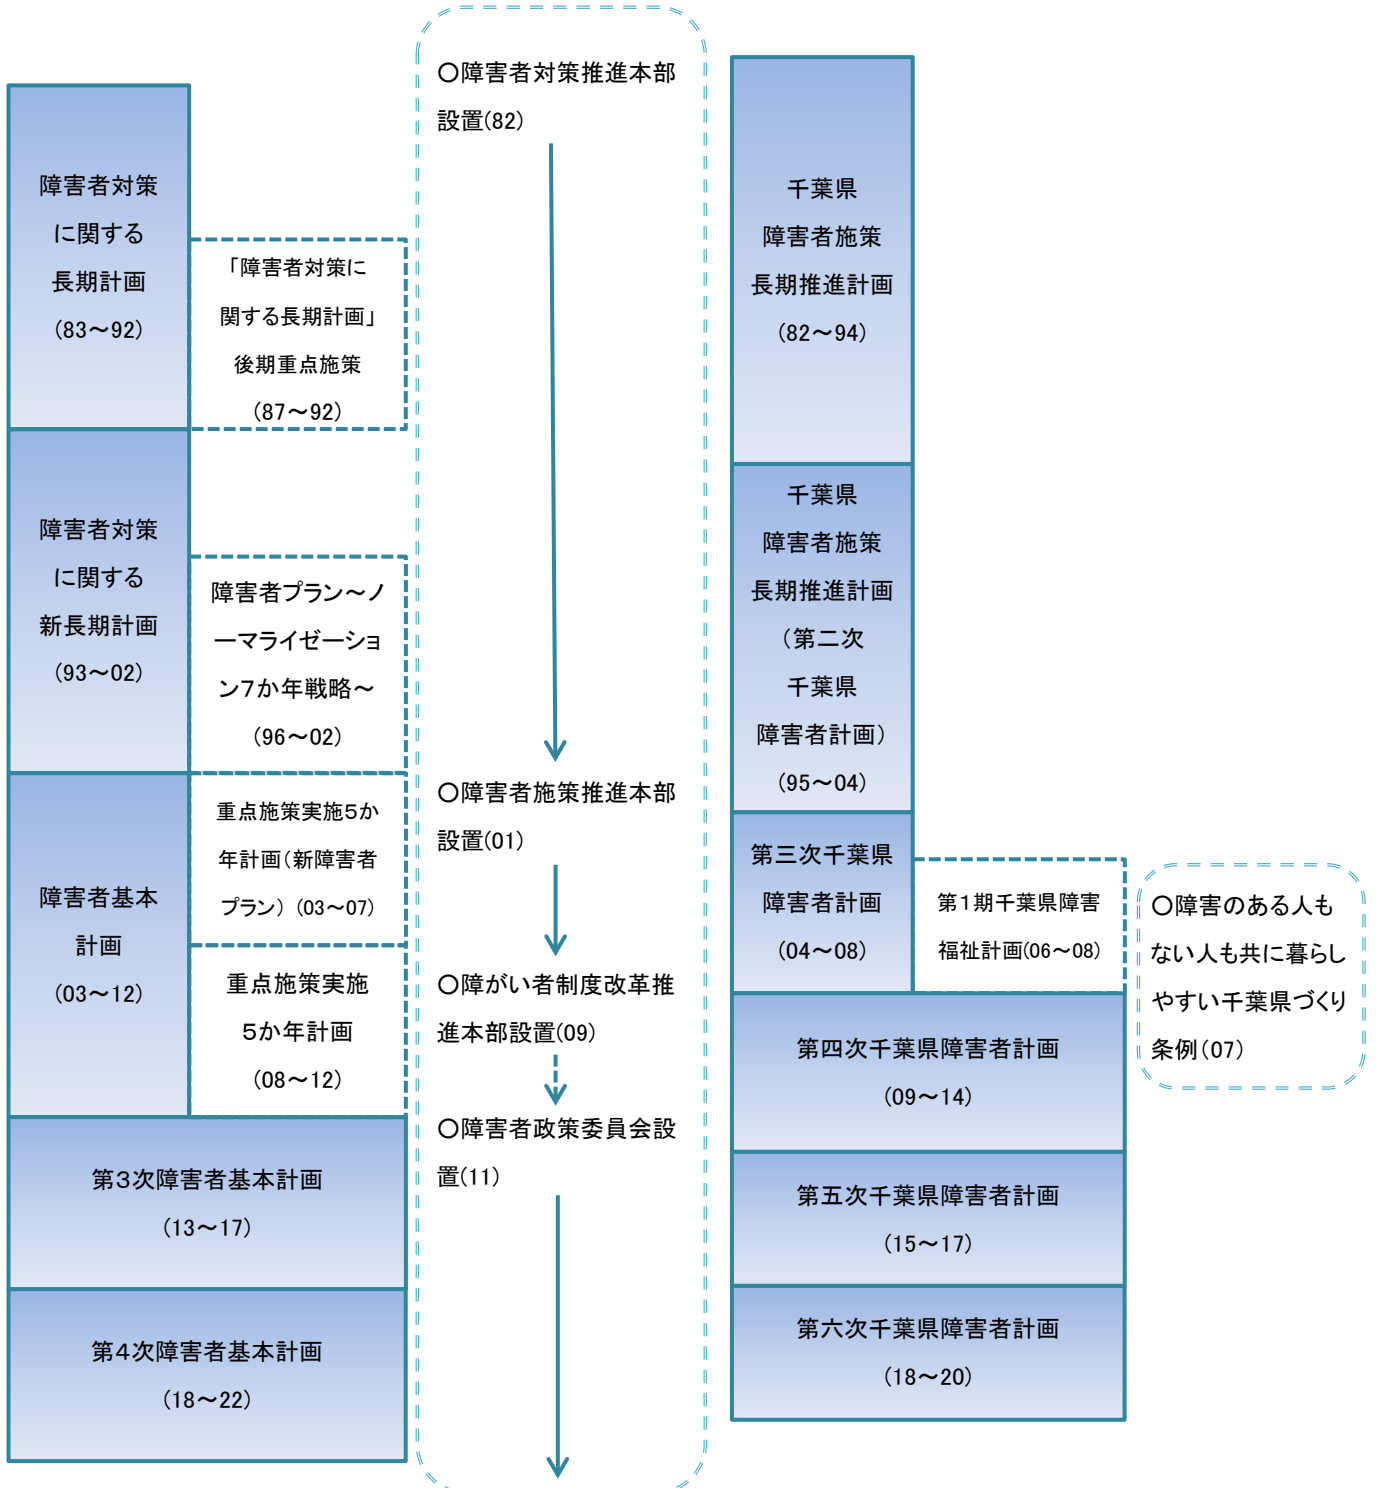 障害者対策
に関する
長期計画
(83～92)
「障害者対策に
関する長期計画」
後期重点施策
(87～92)
障害者対策
に関する
新長期計画
(93～02)
障害者プラン～ノ
ーマライゼーショ
ン7か年戦略～
(96～02)
障害者基本
計画
(03～12)
重点施策実施5か
年計画(新障害者
プラン) (03～07)
重点施策実施
5か年計画
(08～12)
第3次障害者基本計画
(13～17)
第4次障害者基本計画
(18～22)
○障害者対策推進本部
設置(82)
○障害者施策推進本部
設置(01)
○障がい者制度改革推
進本部設置(09)
○障害者政策委員会設
置(11)
千葉県
障害者施策
長期推進計画
(82～94)
千葉県
障害者施策
長期推進計画
(第二次
千葉県
障害者計画)
(95～04)
第三次千葉県
障害者計画
(04～08)
第1期千葉県障害
福祉計画(06～08)
第四次千葉県障害者計画
(09～14)
第五次千葉県障害者計画
(15～17)
第六次千葉県障害者計画
(18～20)
○障害のある人も
ない人も共に暮らし
やすい千葉県づくり
条例(07)